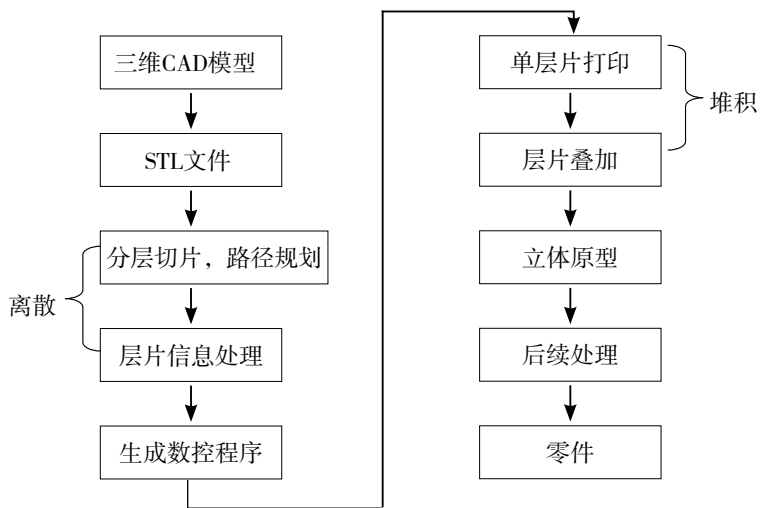 三维CAD模型
STL文件
分层切片，路径规划
离散
层片信息处理
生成数控程序
单层片打印
堆积
层片叠加
立体原型
后续处理
零件